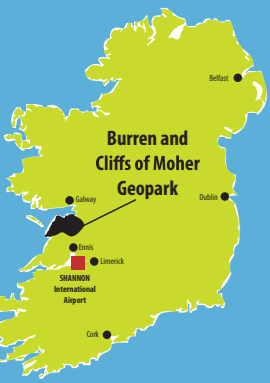 Belfast
Burren and
Cliffs of Moher
Geopark
Galway
Dublin
Ennis
Limerick
SHANNON
International
Airport
Cork